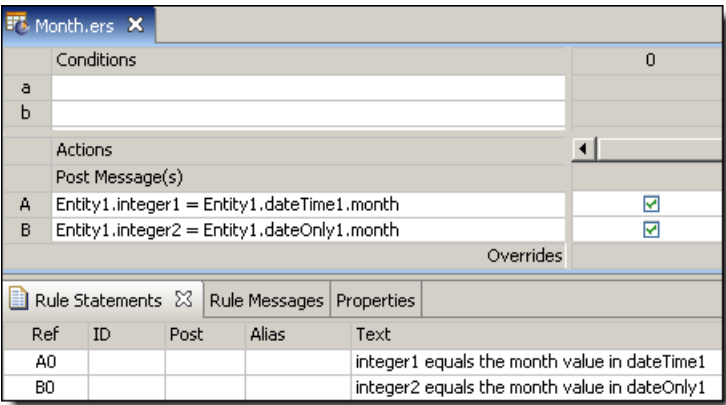 Month.ers
Conditions 0
a
b
Actions
Post Message(s)
A Entity1.integer1 = Entity1.dateTime1.month
B Entity1.integer2 = Entity1.dateOnly1.month
Overrides
Rule Statements Rule Messages Properties
Ref ID Post Alias Text
A0 integer1 equals the month value in dateTime1
B0 integer2 equals the month value in dateOnly1